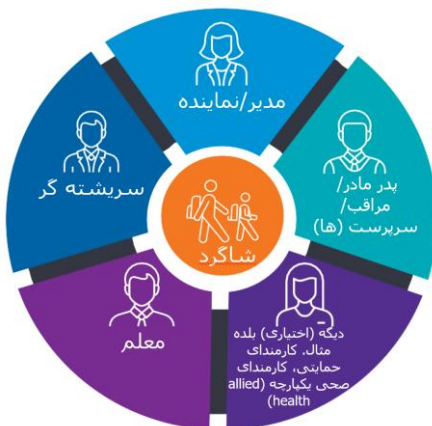 مدیر/نماینده
پدر مادر/
مراقب/
سرپرست (ها)
دیگه (اختیاری) بلده
مثال، کارمندای
حمایتی، کارمندای
صحی یکپارچه (allied
health)
معلم
سریشته گر
شاگرد